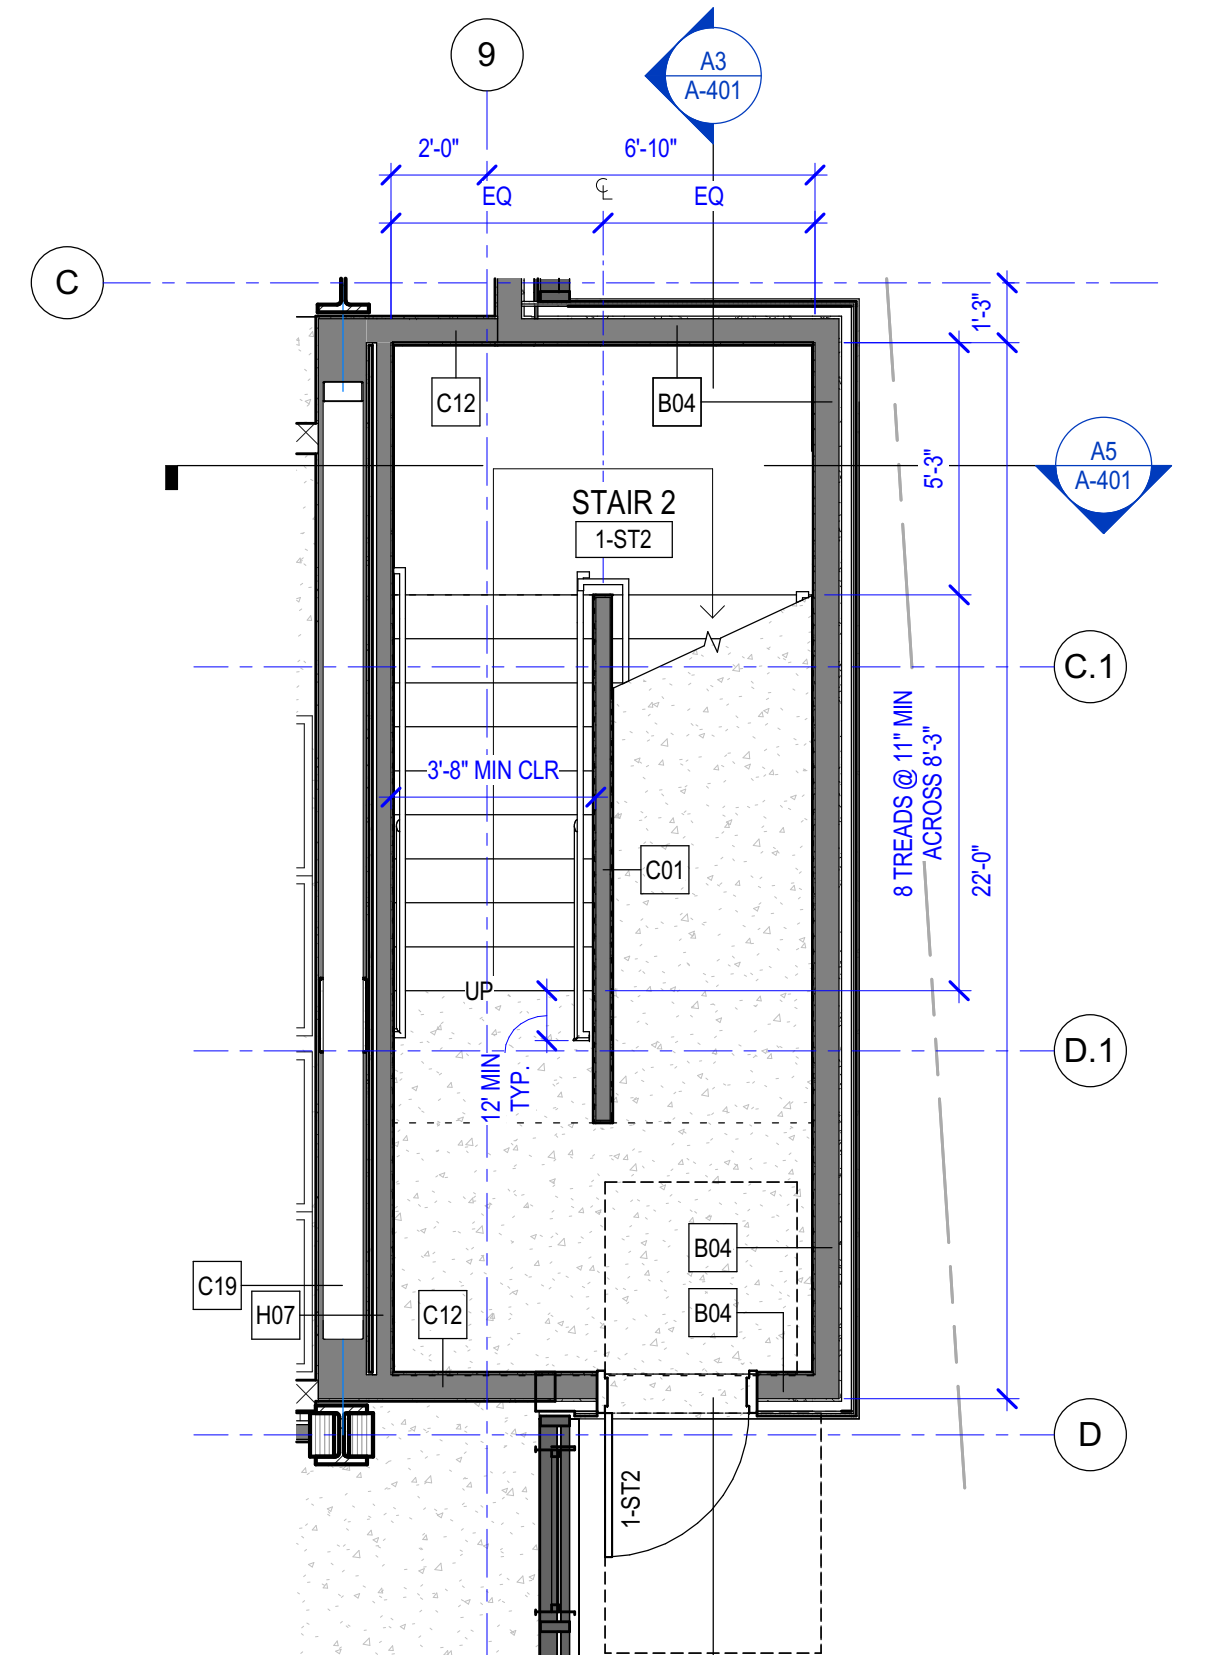 9
A3
A-401
2'-0"
6'-10"
EQ
℄
EQ
C
1'-3"
C12
B04
5'-3"
A5
A-401
STAIR 2
1-ST2
C.1
3'-8" MIN CLR
8 TREADS @ 11" MIN
ACROSS 8'-3"
22'-0"
C01
UP
12' MIN
TYP.
D.1
B04
C19
H07
C12
B04
D
1-ST2